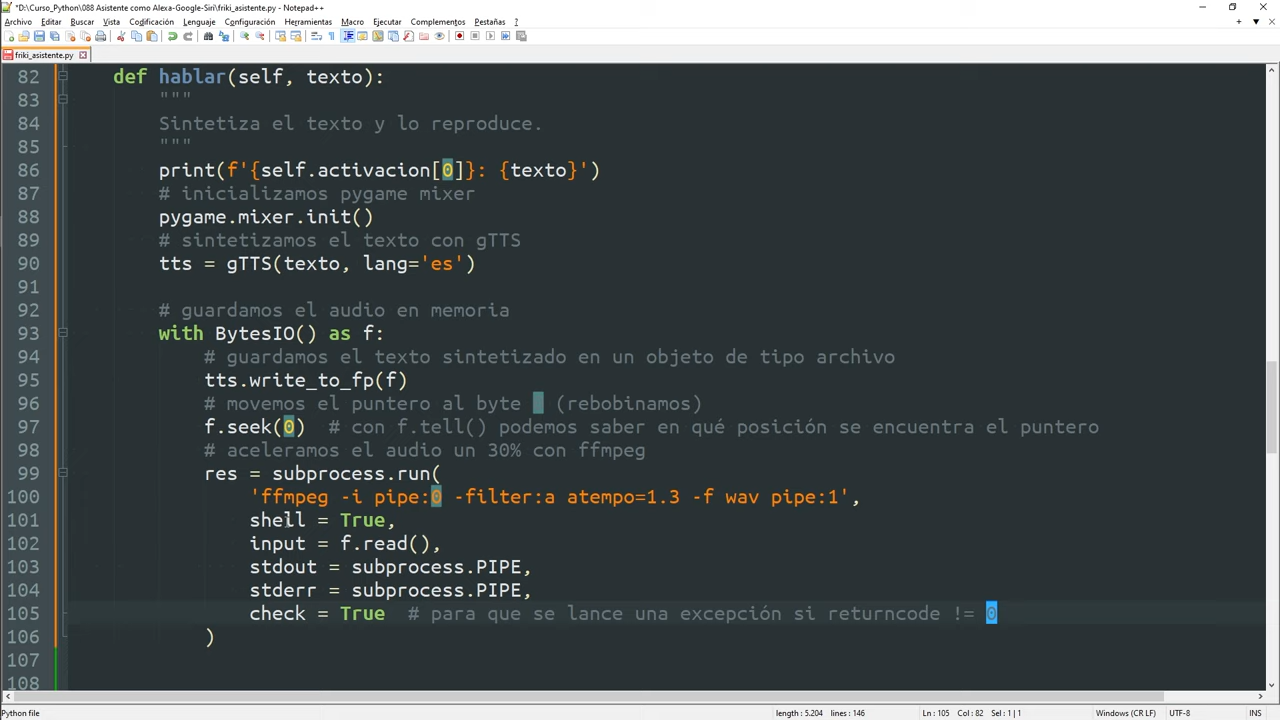 *D:\Curso_Python\088 Asistente como Alexa-Google-Siri\friki_asistente.py - Notepad++
Archivo Editar Buscar Vista Codificación Lenguaje Configuración Herramientas Macro Ejecutar Complementos Pestañas ?
friki_asistente.py
82 def hablar(self, texto):
83 """
84 Sintetiza el texto y lo reproduce.
85 """
86 print(f'{self.activacion[0]}: {texto}')
87 # inicializamos pygame mixer
88 pygame.mixer.init()
89 # sintetizamos el texto con gTTS
90 tts = gTTS(texto, lang='es')
91
92 # guardamos el audio en memoria
93 with BytesIO() as f:
94 # guardamos el texto sintetizado en un objeto de tipo archivo
95 tts.write_to_fp(f)
96 # movemos el puntero al byte 0 (rebobinamos)
97 f.seek(0)  # con f.tell() podemos saber en qué posición se encuentra el puntero
98 # aceleramos el audio un 30% con ffmpeg
99 res = subprocess.run(
100 'ffmpeg -i pipe:0 -filter:a atempo=1.3 -f wav pipe:1',
101 shell = True,
102 input = f.read(),
103 stdout = subprocess.PIPE,
104 stderr = subprocess.PIPE,
105 check = True  # para que se lance una excepción si returncode != 0
106 )
107
108
Python file length : 5.204 lines : 146 Ln : 105 Col : 82 Sel : 1 | 1 Windows (CR LF) UTF-8 INS